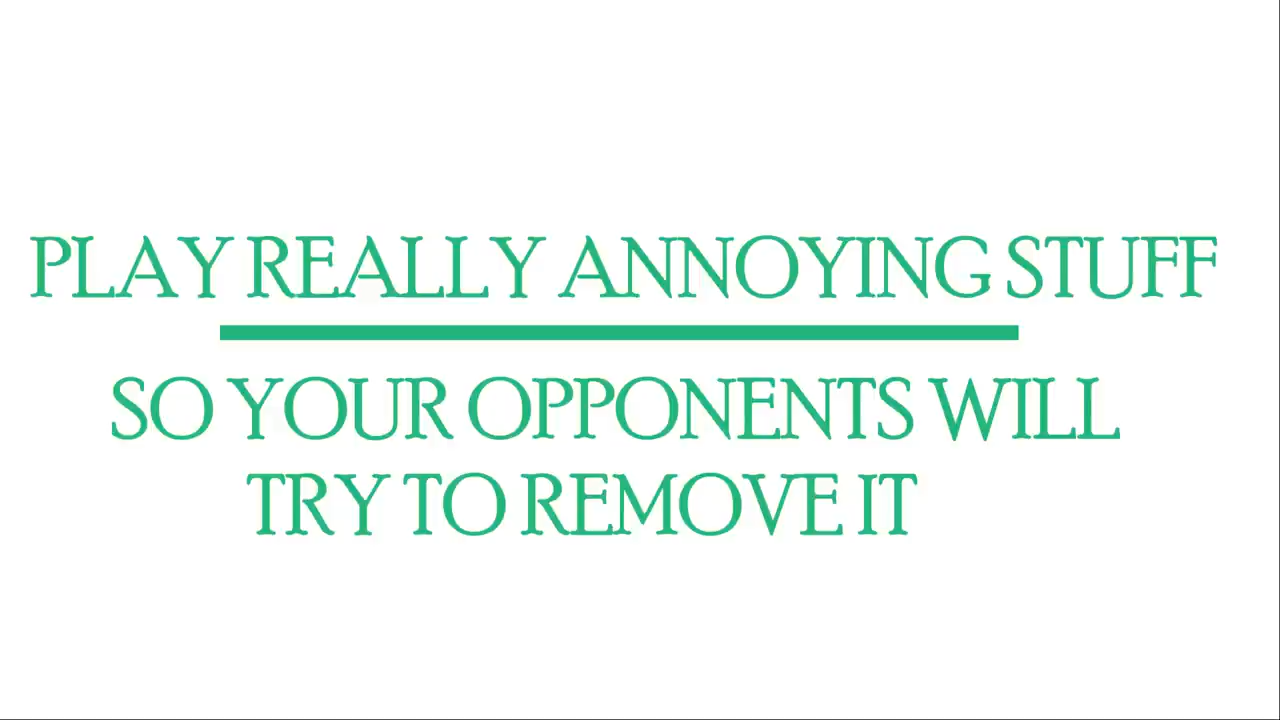 PLAY REALLY ANNOYING STUFF
SO YOUR OPPONENTS WILL
TRY TO REMOVE IT